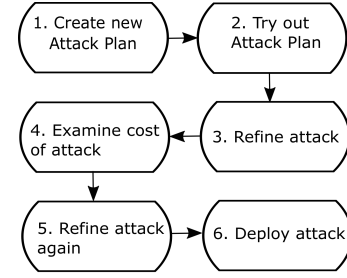 1. Create new
Attack Plan
2. Try out
Attack Plan
3. Refine attack
4. Examine cost
of attack
5. Refine attack
again
6. Deploy attack